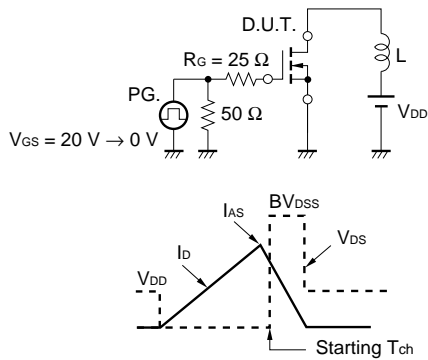 D.U.T.
RG = 25 Ω
L
PG.
50 Ω
VDD
VGS = 20 V → 0 V
BVDSS
IAS
ID
VDS
VDD
Starting Tch